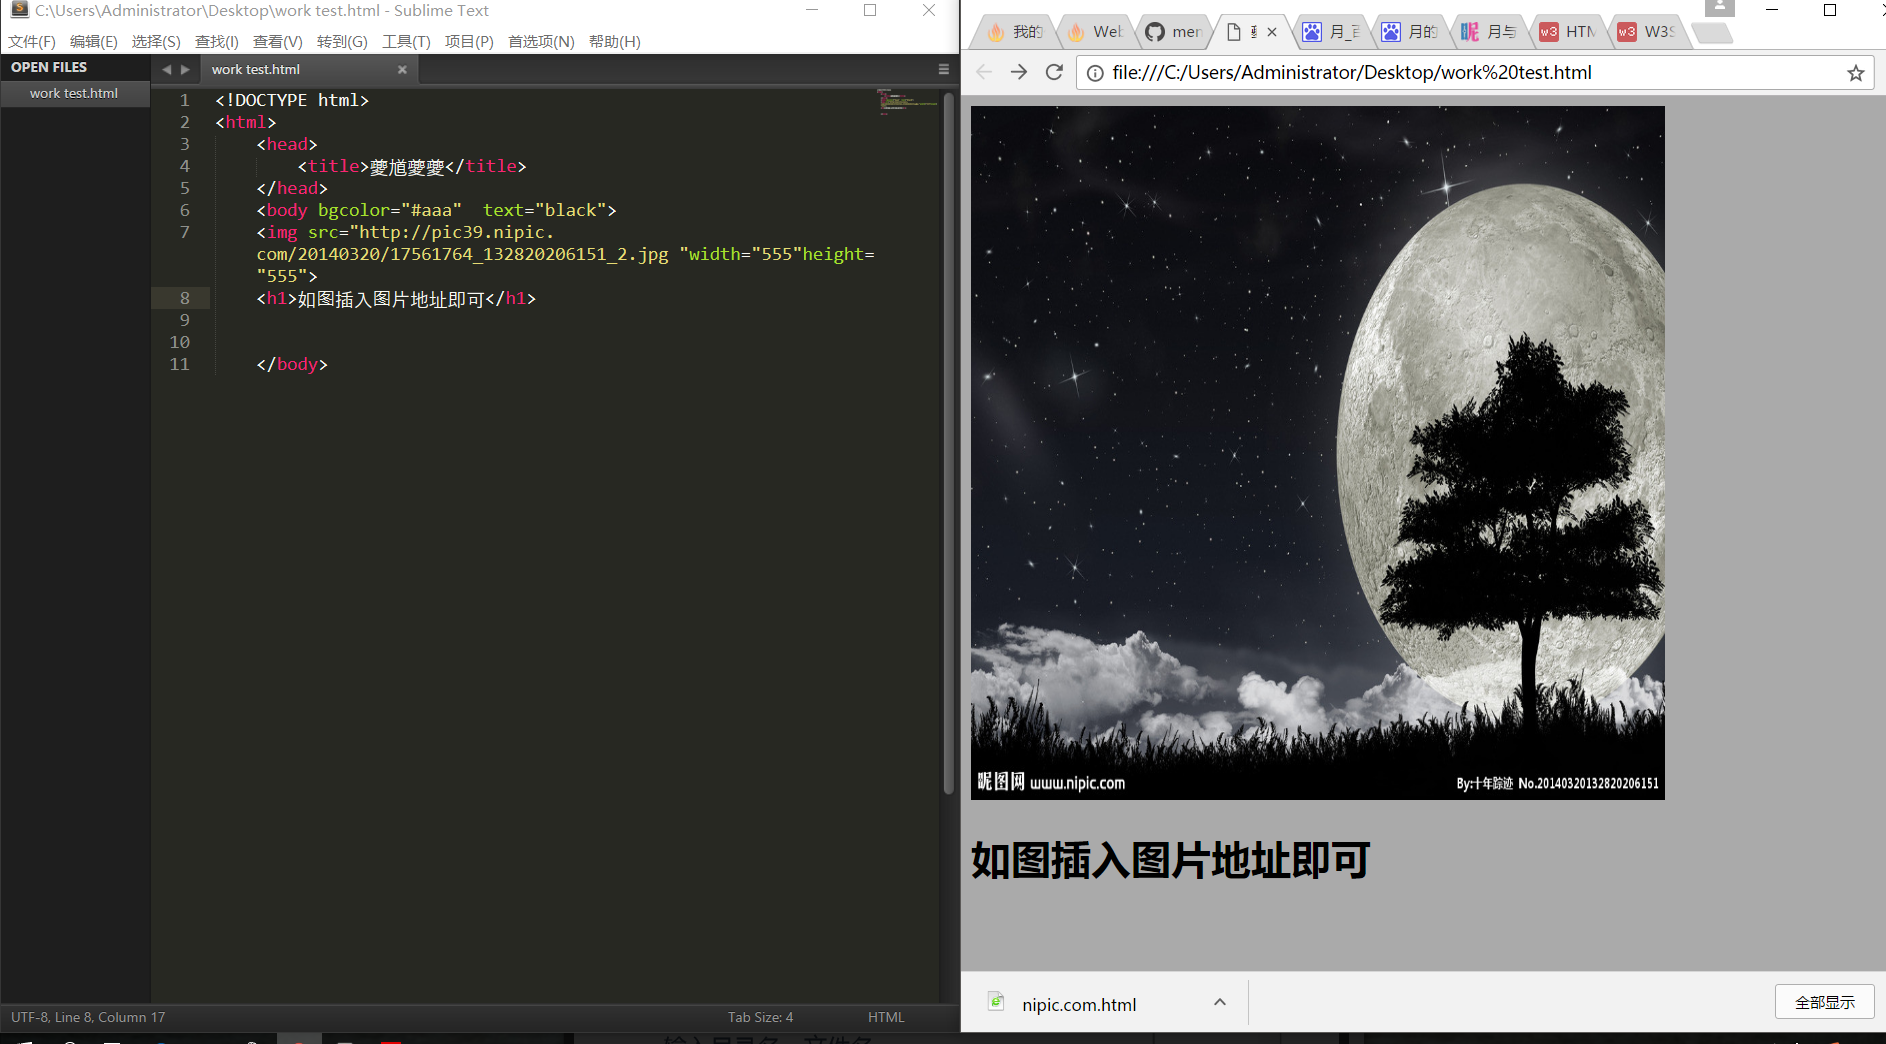 C:\Users\Administrator\Desktop\work test.html - Sublime Text
文件(F) 编辑(E) 选择(S) 查找(I) 查看(V) 转到(G) 工具(T) 项目(P) 首选项(N) 帮助(H)
OPEN FILES
work test.html
work test.html
1 <!DOCTYPE html>
2 <html>
3 <head>
4 <title></title>
5 </head>
6 <body bgcolor="#aaa"  text="black">
7 <img src="http://pic39.nipic.
com/20140320/17561764_132820206151_2.jpg "width="555"height=
"555">
8 <h1>如图插入图片地址即可</h1>
9
10
11 </body>
UTF-8, Line 8, Column 17
Tab Size: 4
HTML
我的
Web
mer
月_百
月的
昵 月与
w3 HTM
w3 W3S
file:///C:/Users/Administrator/Desktop/work%20test.html
昵图网 www.nipic.com
By:十年踪迹 No.20140320132820206151
如图插入图片地址即可
nipic.com.html
全部显示